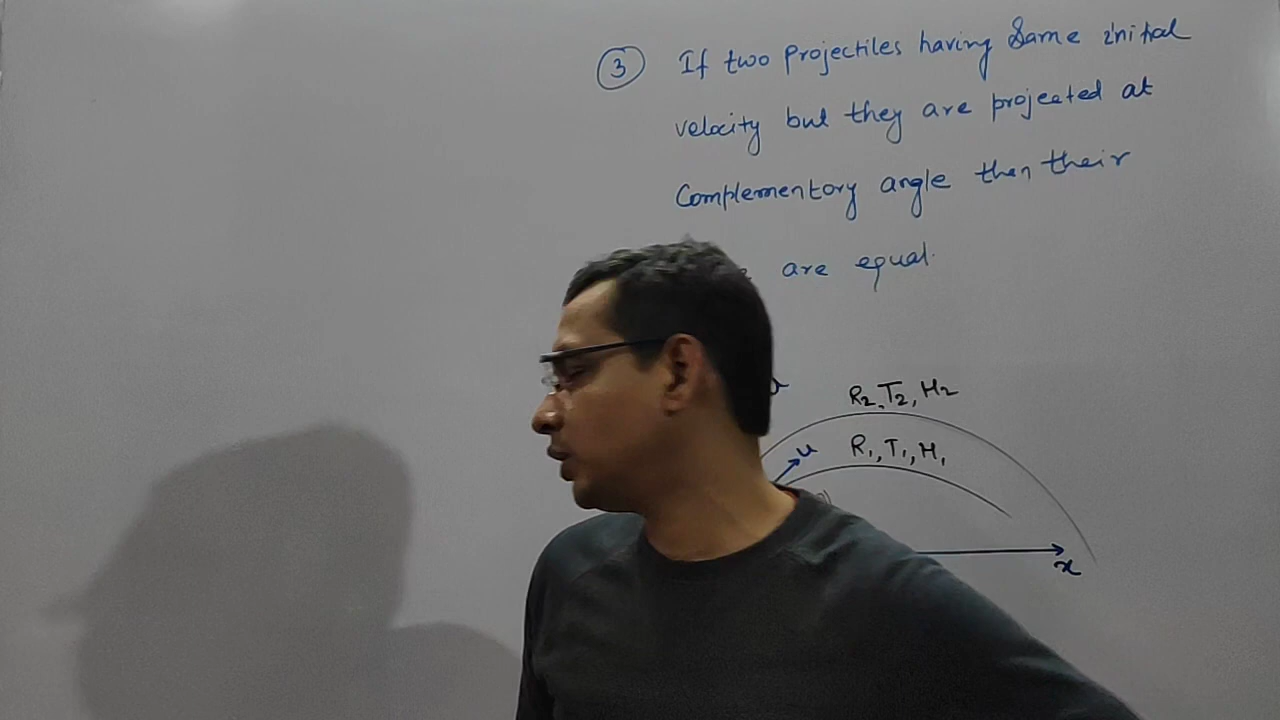 3 If two projectiles having Same initial
velocity but they are projected at
Complementory angle then their
are equal.
R2, T2, H2
u
R1, T1, H1
x